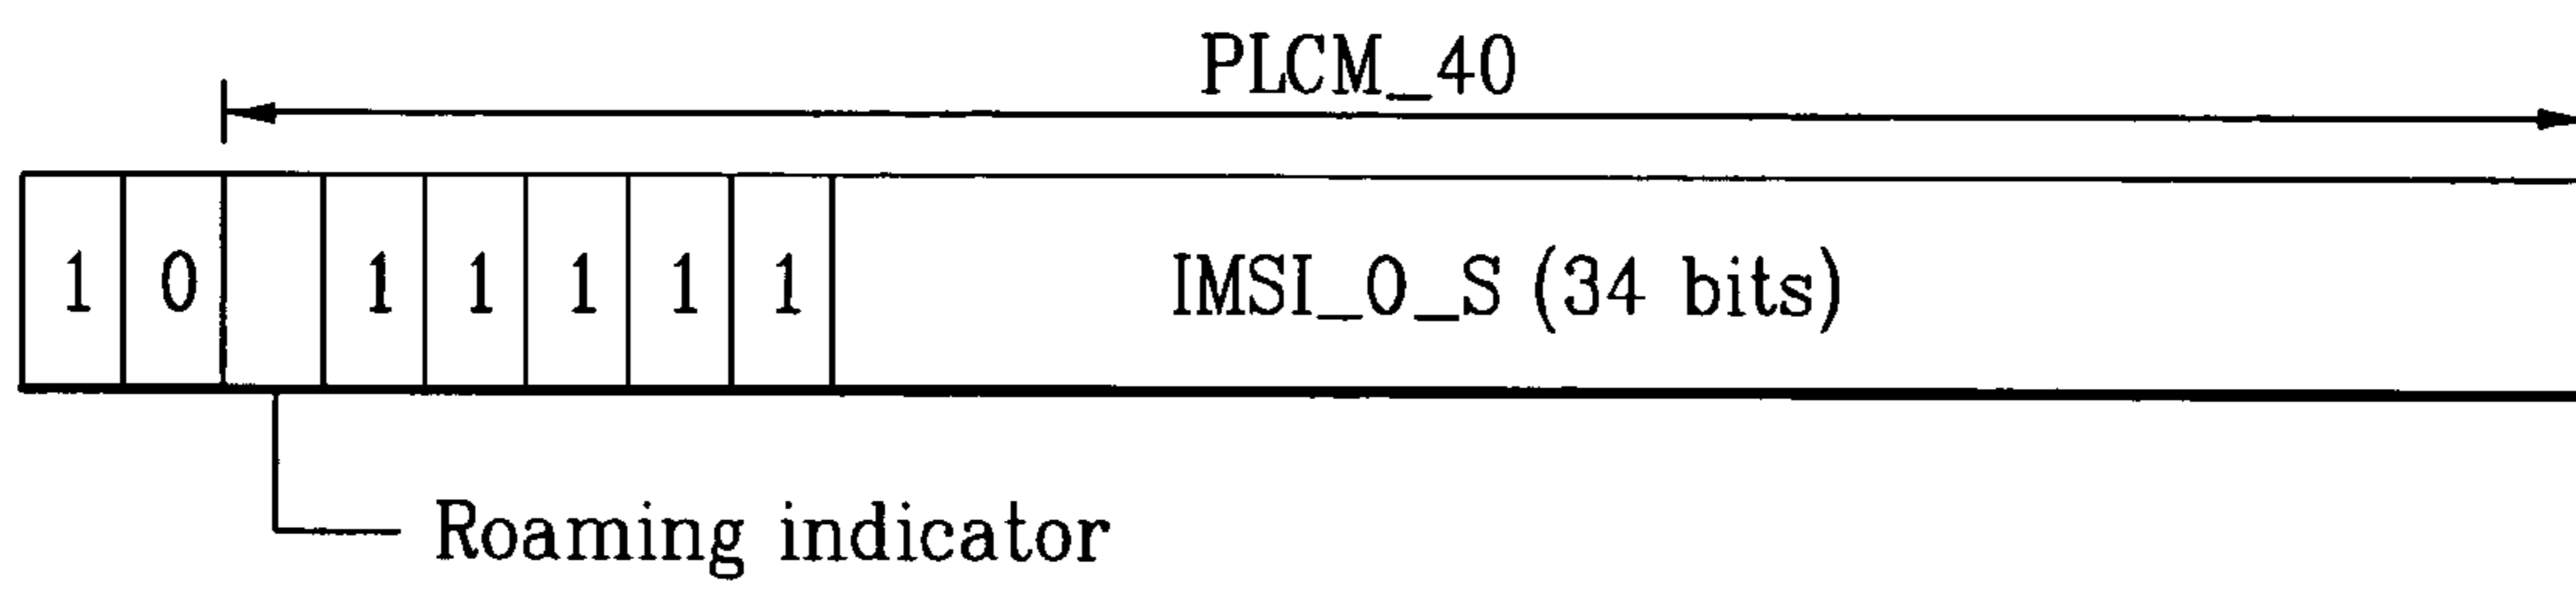 PLCM_40
1 0 1 1 1 1 1 IMSI_O_S (34 bits)
Roaming indicator